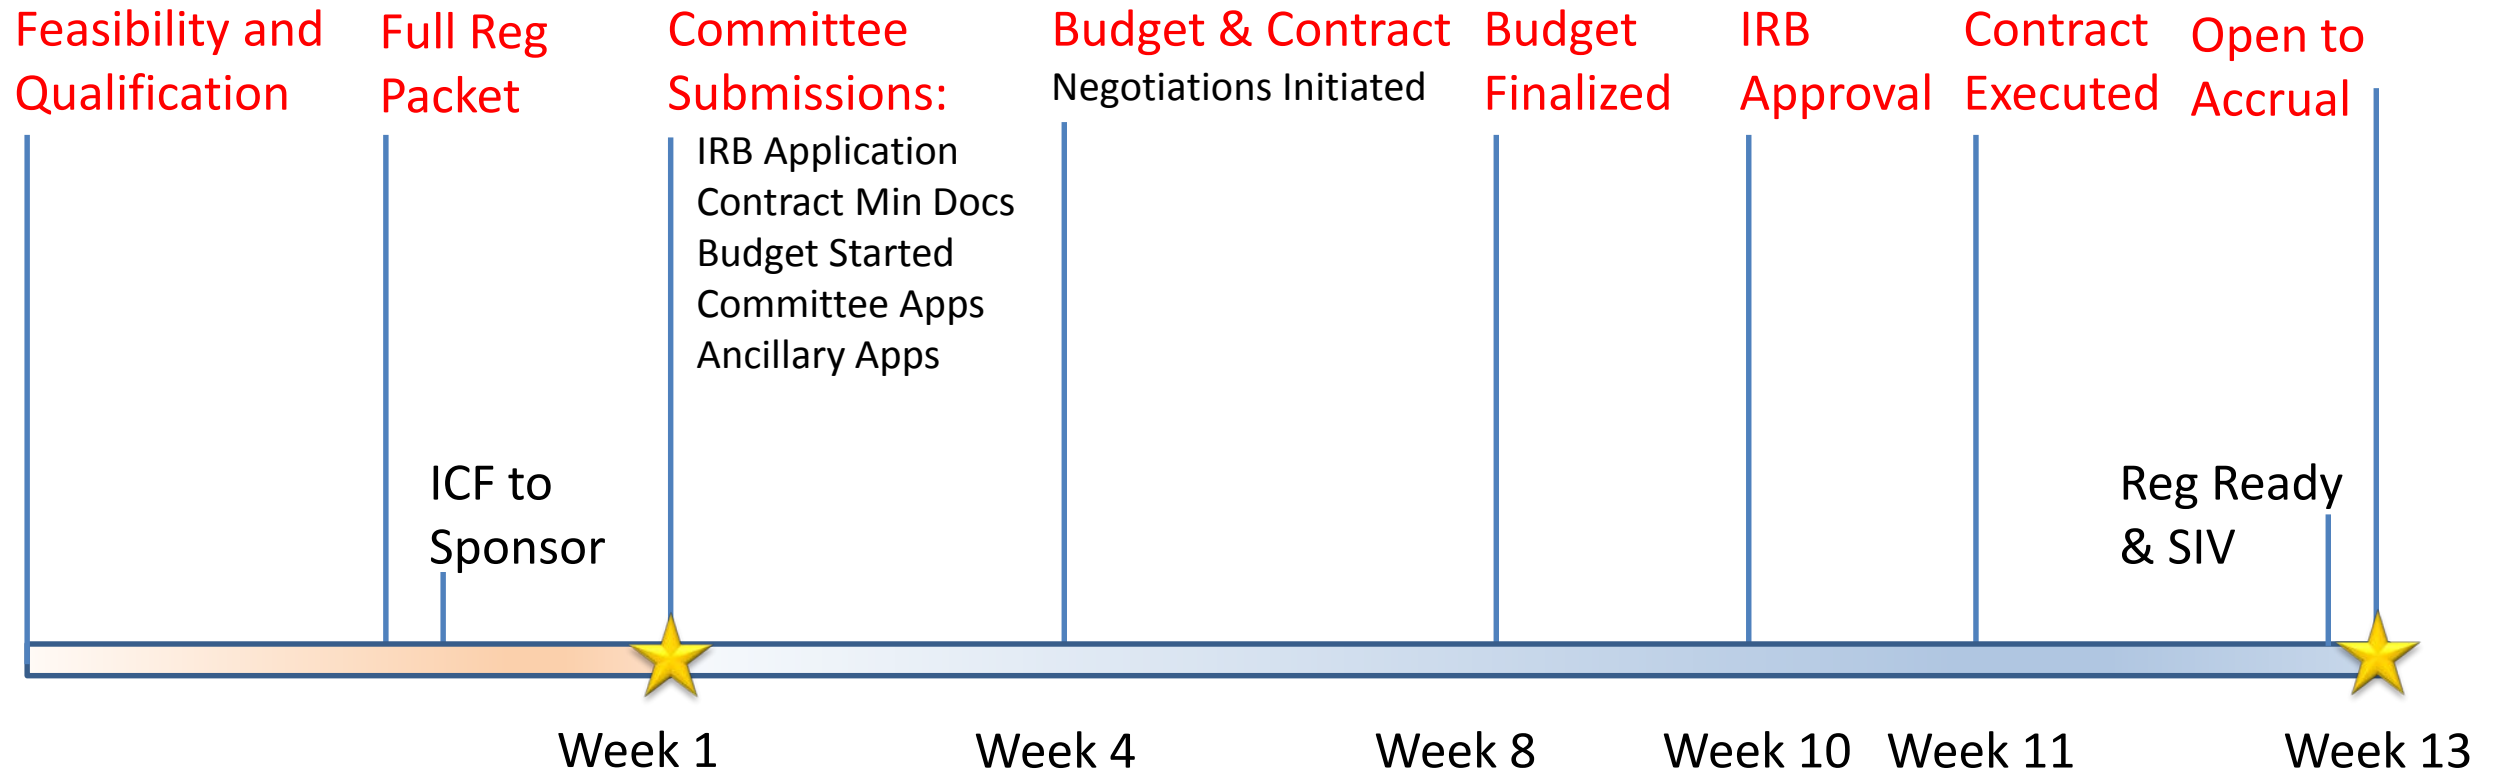 Feasibility and
Qualification
Full Reg
Packet
Committee
Submissions:
IRB Application
Contract Min Docs
Budget Started
Committee Apps
Ancillary Apps
Budget & Contract
Negotiations Initiated
Budget
Finalized
IRB
Approval
Contract
Executed
Open to
Accrual
ICF to
Sponsor
Reg Ready
& SIV
Week 1
Week 4
Week 8
Week 10
Week 11
Week 13